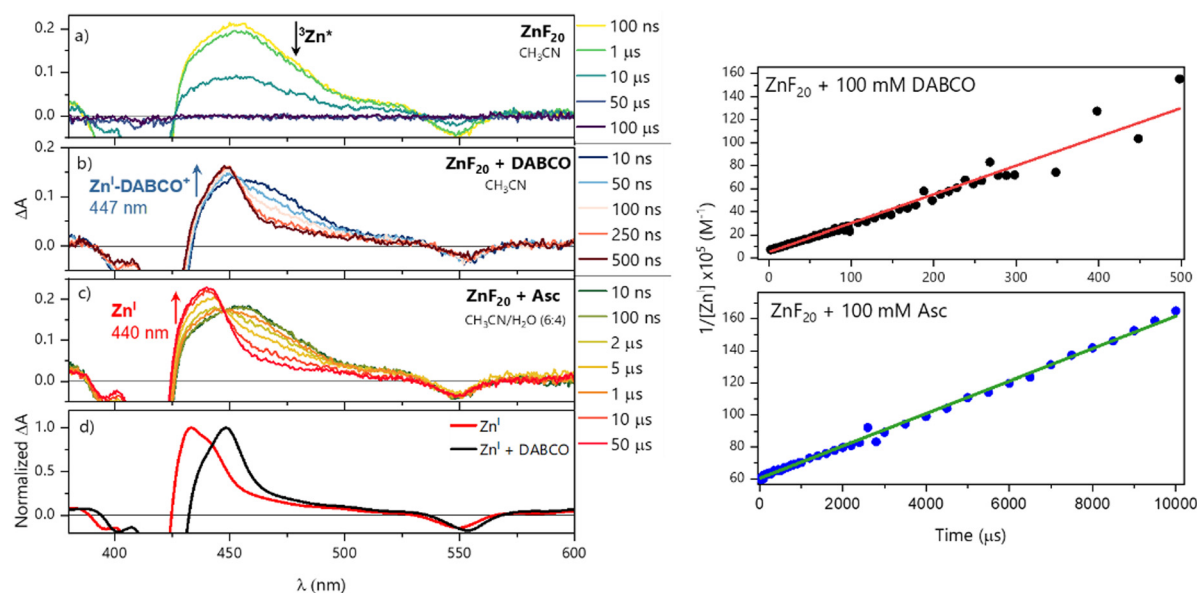 a)
³Zn*
ZnF₂₀
CH₃CN
100 ns
1 μs
10 μs
50 μs
100 μs
0.2
0.1
0.0
b)
Znᴵ-DABCO⁺
447 nm
ZnF₂₀ + DABCO
CH₃CN
10 ns
50 ns
100 ns
250 ns
500 ns
0.2
0.1
0.0
ΔA
c)
Znᴵ
440 nm
ZnF₂₀ + Asc
CH₃CN/H₂O (6:4)
10 ns
100 ns
2 μs
5 μs
1 μs
10 μs
50 μs
0.2
0.1
0.0
d)
Znᴵ
Znᴵ + DABCO
1.0
0.5
0.0
Normalized ΔA
400 450 500 550 600
λ (nm)
ZnF₂₀ + 100 mM DABCO
160
140
120
100
80
60
40
20
0
0 100 200 300 400 500
1/[Znᴵ] x10⁵ (M⁻¹)
ZnF₂₀ + 100 mM Asc
160
140
120
100
80
60
0 2000 4000 6000 8000 10000
Time (μs)